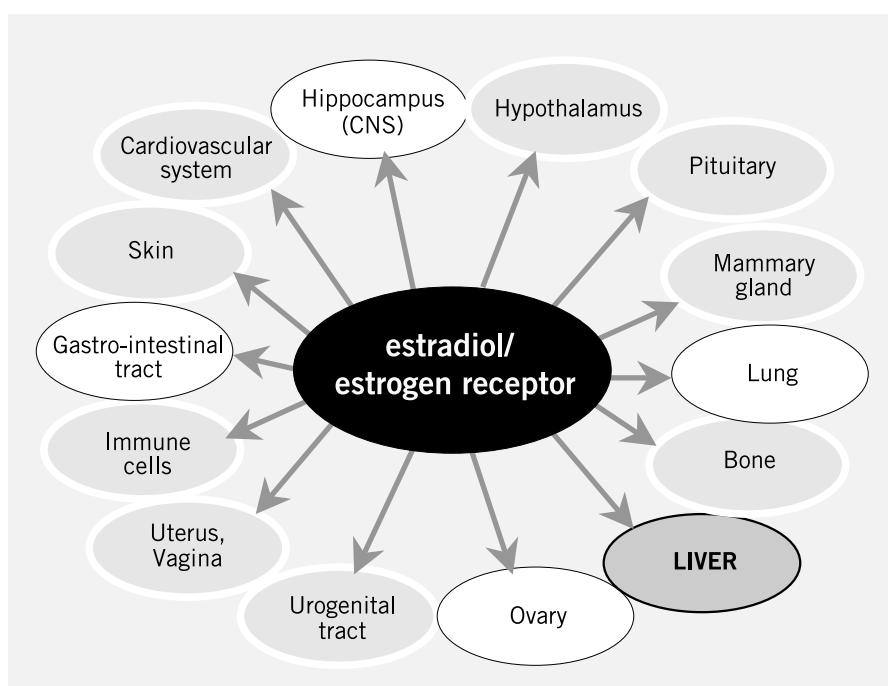 Hippocampus
(CNS)
Hypothalamus
Cardiovascular
system
Pituitary
Skin
Mammary
gland
Gastro-intestinal
tract
estradiol/
estrogen receptor
Lung
Immune
cells
Bone
Uterus,
Vagina
LIVER
Urogenital
tract
Ovary